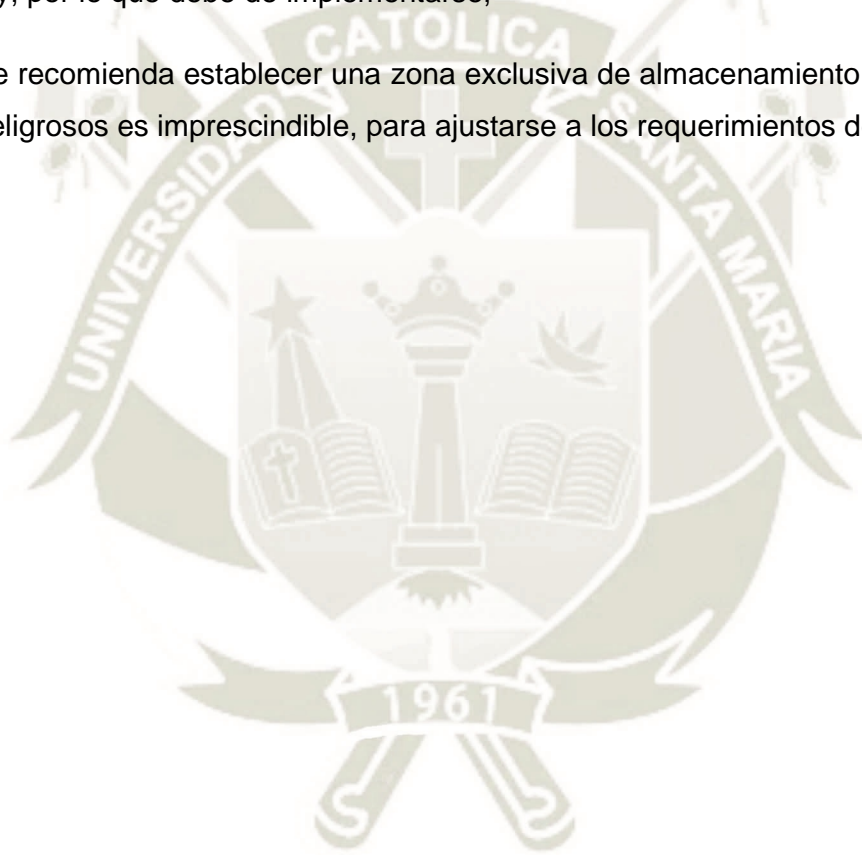 y, por lo que debe de implementarse;
e recomienda establecer una zona exclusiva de almacenamiento
eligrosos es imprescindible, para ajustarse a los requerimientos d
UNIVERSIDAD CATOLICA SANTA MARIA
1961